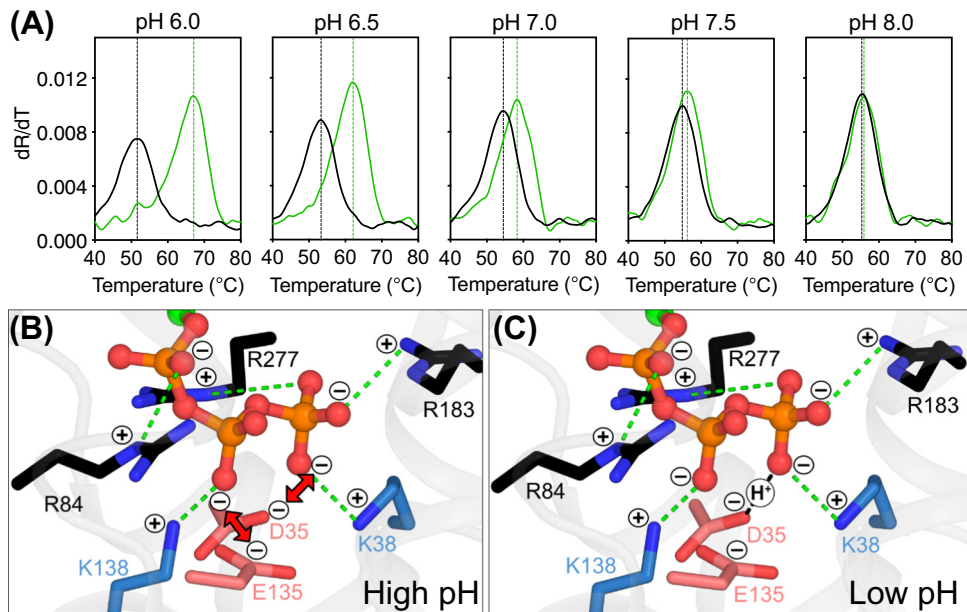 (A)
pH 6.0 pH 6.5 pH 7.0 pH 7.5 pH 8.0
dR/dT
0.012
0.008
0.004
0.000
40 50 60 70 80 40 50 60 70 80 40 50 60 70 80 40 50 60 70 80 40 50 60 70 80
Temperature (°C) Temperature (°C) Temperature (°C) Temperature (°C) Temperature (°C)
(B)
−
+
R277
+
−
R183
+
R84
−
−
−
+
+
−
D35
K38
K138
E135
High pH
(C)
−
+
R277
+
−
R183
+
R84
−
−
H⁺
−
+
+
−
D35
K38
K138
E135
Low pH